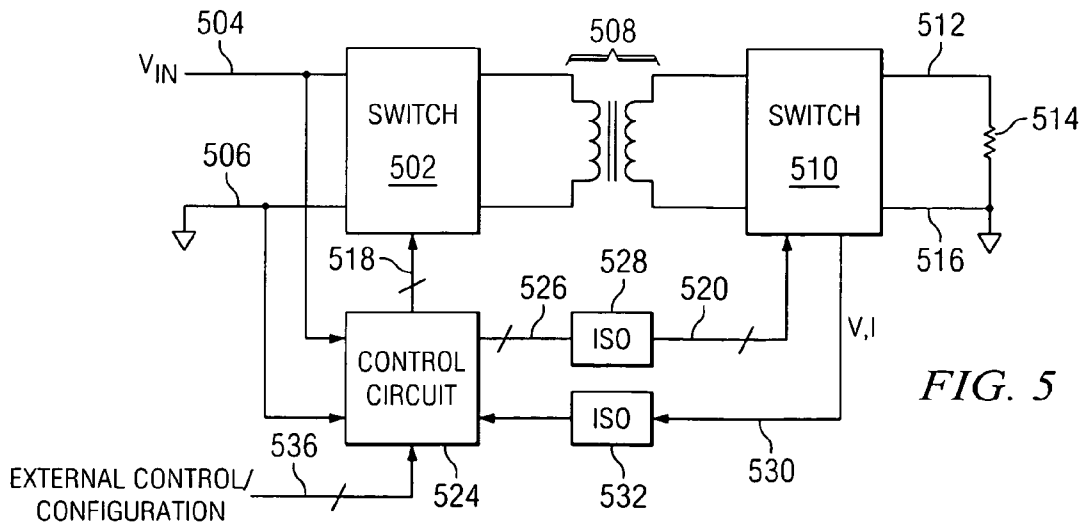 504
508
512
V_IN
SWITCH
502
SWITCH
510
514
506
516
518
526
528
520
ISO
V,I
CONTROL
CIRCUIT
ISO
FIG. 5
536
524
532
530
EXTERNAL CONTROL/
CONFIGURATION